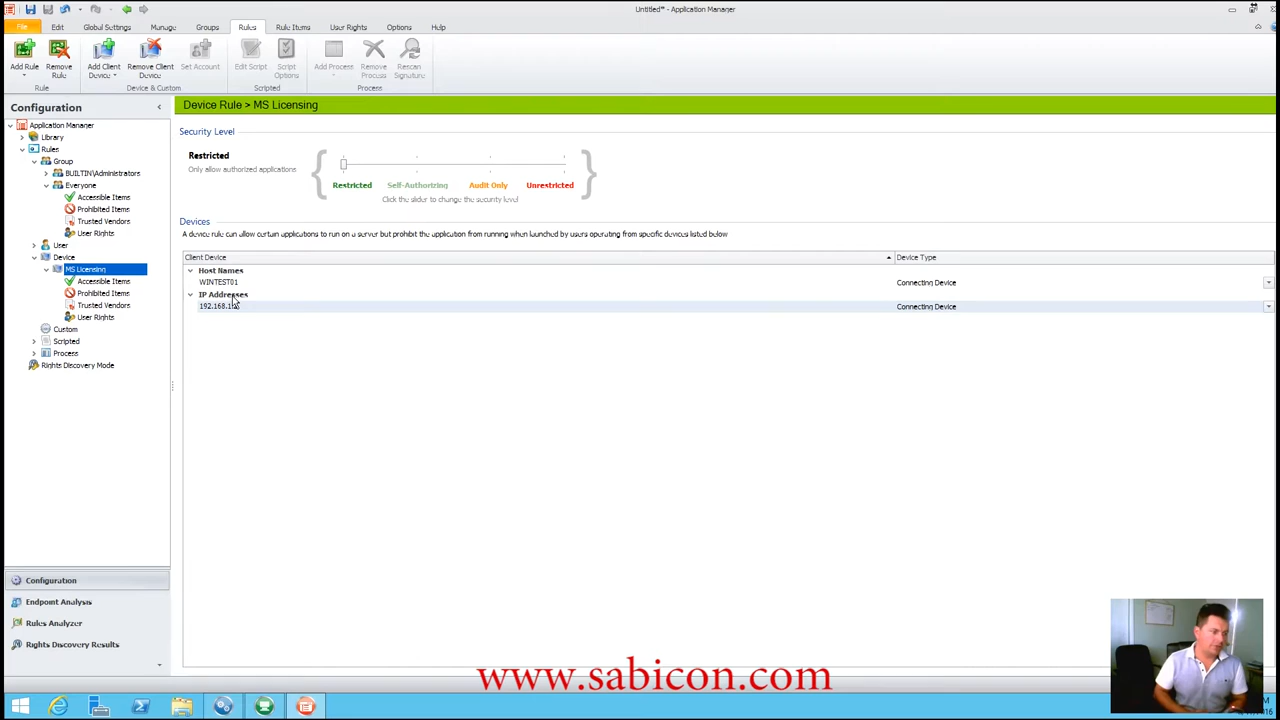 Untitled* - Application Manager
File Edit Global Settings Manage Groups Rules Rule Items User Rights Options Help
Add Rule Remove Rule Add Client Device Remove Client Device Set Account Edit Script Script Options Add Process Remove Process Rescan Signature
Rule Device & Custom Scripted Process
Configuration
Device Rule > MS Licensing
Application Manager
Library
Rules
Group
BUILTIN\Administrators
Everyone
Accessible Items
Prohibited Items
Trusted Vendors
User Rights
User
Device
MS Licensing
Accessible Items
Prohibited Items
Trusted Vendors
User Rights
Custom
Scripted
Process
Rights Discovery Mode
Security Level
Restricted
Only allow authorized applications
Restricted Self-Authorizing Audit Only Unrestricted
Click the slider to change the security level
Devices
A device rule can allow certain applications to run on a server but prohibit the application from running when launched by users operating from specific devices listed below
Client Device Device Type
Host Names
WINTEST01 Connecting Device
IP Addresses
Connecting Device
Configuration
Endpoint Analysis
Rules Analyzer
Rights Discovery Results
www.sabicon.com